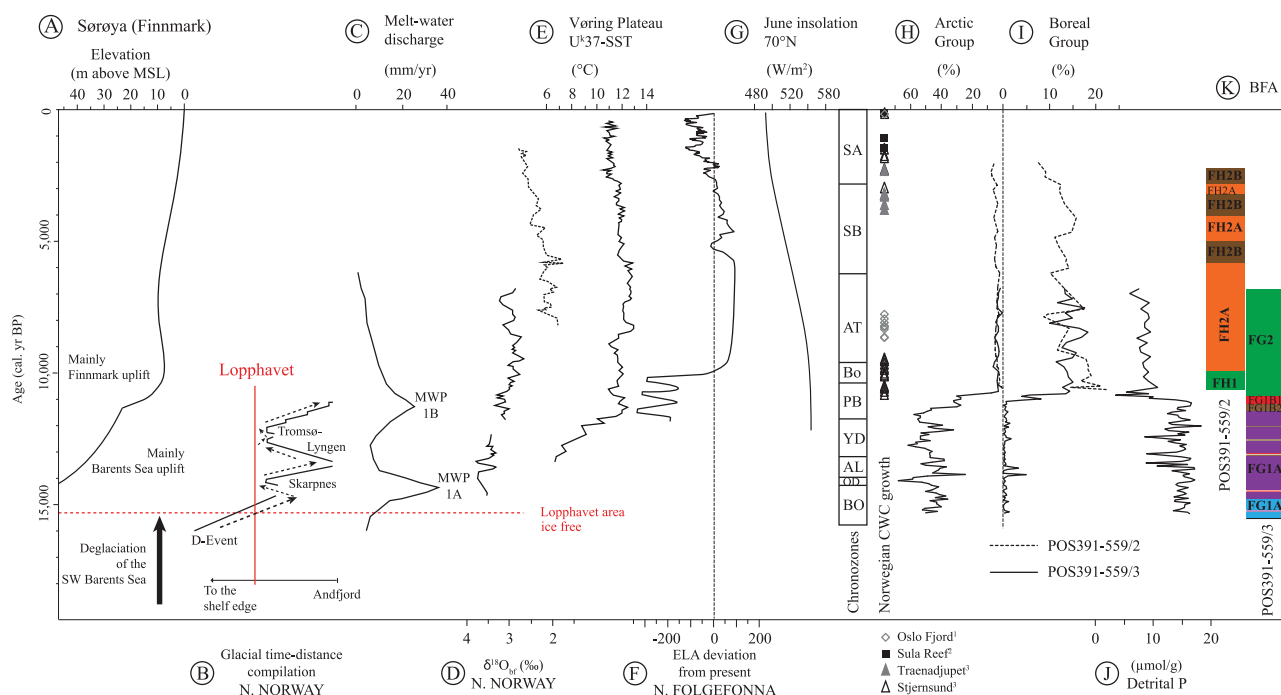 A Sørøya (Finnmark)
Elevation
(m above MSL)
40 30 20 10 0
C Melt-water
discharge
(mm/yr)
0 20 40
E Vøring Plateau
Uᵏ37-SST
(°C)
6 8 10 12 14
G June insolation
70°N
(W/m²)
480 520 580
H Arctic
Group
(%)
60 40 20 0
I Boreal
Group
(%)
10 20
K BFA
Age (cal. yr BP)
0
5,000
10,000
15,000
Mainly
Finnmark uplift
Mainly
Barents Sea uplift
Deglaciation
of the
SW Barents Sea
Lopphavet
Tromsø-
Lyngen
Skarpnes
D-Event
To the
shelf edge
Andfjord
MWP
1B
MWP
1A
Lopphavet area
ice free
SA
SB
AT
Bo
PB
YD
AL
OD
BO
Chronozones
Norwegian CWC growth
POS391-559/2
POS391-559/3
FH2B
FH2A
FH2B
FH2A
FH2B
FH2A
FH1
POS391-559/2
FG2
FG1B1
FG1B2
FG1A
FG1A
POS391-559/3
B Glacial time-distance
compilation
N. NORWAY
4 3 2
D δ¹⁸O_bf (‰)
N. NORWAY
-200 0 200
F ELA deviation
from present
N. FOLGEFONNA
Oslo Fjord¹
Sula Reef²
Traenadjupet³
Stjernsund³
0 10 20
J (µmol/g)
Detrital P